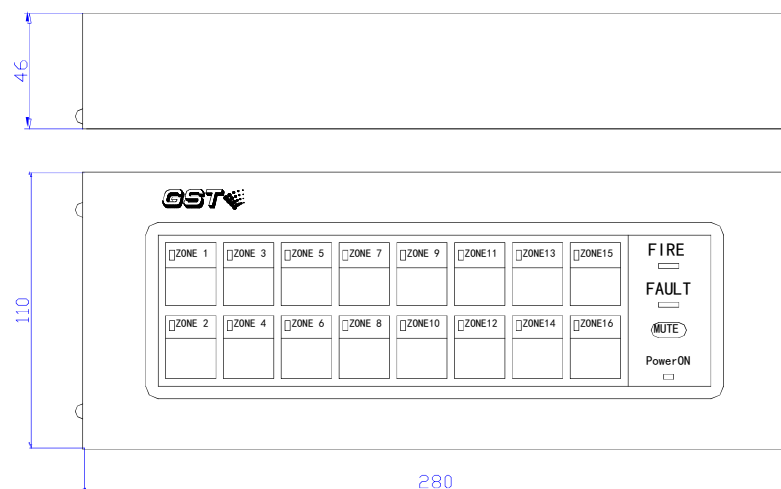 46
GST
110
ZONE 1 ZONE 3 ZONE 5 ZONE 7 ZONE 9 ZONE11 ZONE13 ZONE15
FIRE
FAULT
ZONE 2 ZONE 4 ZONE 6 ZONE 8 ZONE10 ZONE12 ZONE14 ZONE16
MUTE
PowerON
280